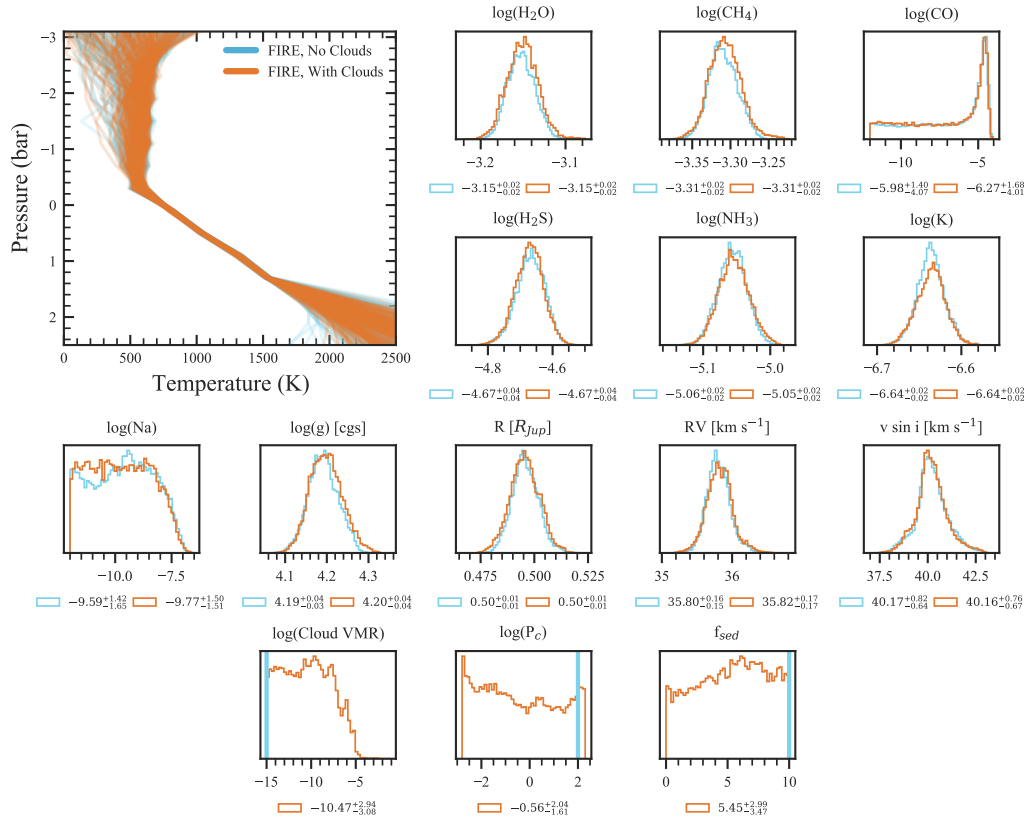 FIRE, No Clouds
FIRE, With Clouds
Pressure (bar)
−3
−2
−1
0
1
2
0 500 1000 1500 2000 2500
Temperature (K)
log(H₂O) log(CH₄) log(CO)
−3.2 −3.1 −3.35 −3.30 −3.25 −10 −5
−3.15+0.02−0.02 −3.15+0.02−0.02 −3.31+0.02−0.02 −3.31+0.02−0.02 −5.98+1.40−4.07 −6.27+1.68−4.01
log(H₂S) log(NH₃) log(K)
−4.8 −4.6 −5.1 −5.0 −6.7 −6.6
−4.67+0.04−0.04 −4.67+0.04−0.04 −5.06+0.02−0.02 −5.05+0.02−0.02 −6.64+0.02−0.02 −6.64+0.02−0.02
log(Na) log(g) [cgs] R [R_Jup] RV [km s⁻¹] v sin i [km s⁻¹]
−10.0 −7.5 4.1 4.2 4.3 0.475 0.500 0.525 35 36 37.5 40.0 42.5
−9.59+1.42−1.65 −9.77+1.50−1.51 4.19+0.04−0.03 4.20+0.04−0.04 0.50+0.01−0.01 0.50+0.01−0.01 35.80+0.16−0.15 35.82+0.17−0.17 40.17+0.82−0.64 40.16+0.76−0.67
log(Cloud VMR) log(P_c) f_sed
−15 −10 −5 −2 0 2 0 5 10
−10.47+2.94−3.08 −0.56+2.04−1.61 5.45+2.99−3.47